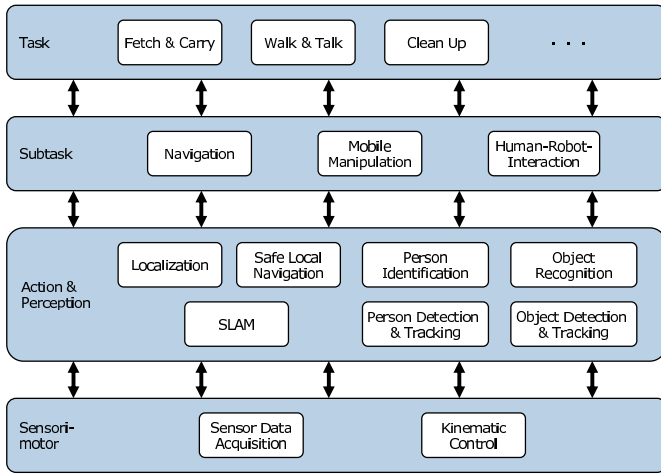 Task
Fetch & Carry
Walk & Talk
Clean Up
. . .
Subtask
Navigation
Mobile
Manipulation
Human-Robot-
Interaction
Action &
Perception
Localization
Safe Local
Navigation
Person
Identification
Object
Recognition
SLAM
Person Detection
& Tracking
Object Detection
& Tracking
Sensori-
motor
Sensor Data
Acquisition
Kinematic
Control